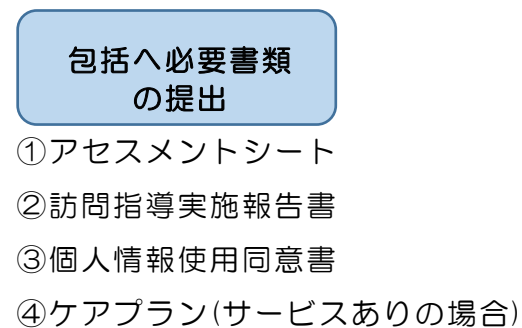 包括へ必要書類
の提出
①アセスメントシート
②訪問指導実施報告書
③個人情報使用同意書
④ケアプラン(サービスありの場合)